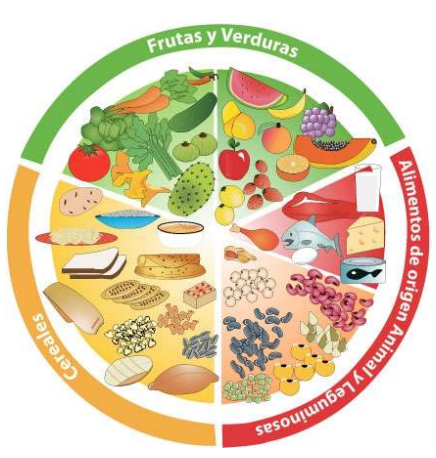 Frutas y Verduras
Alimentos de origen Animal y Leguminosas
Cereales